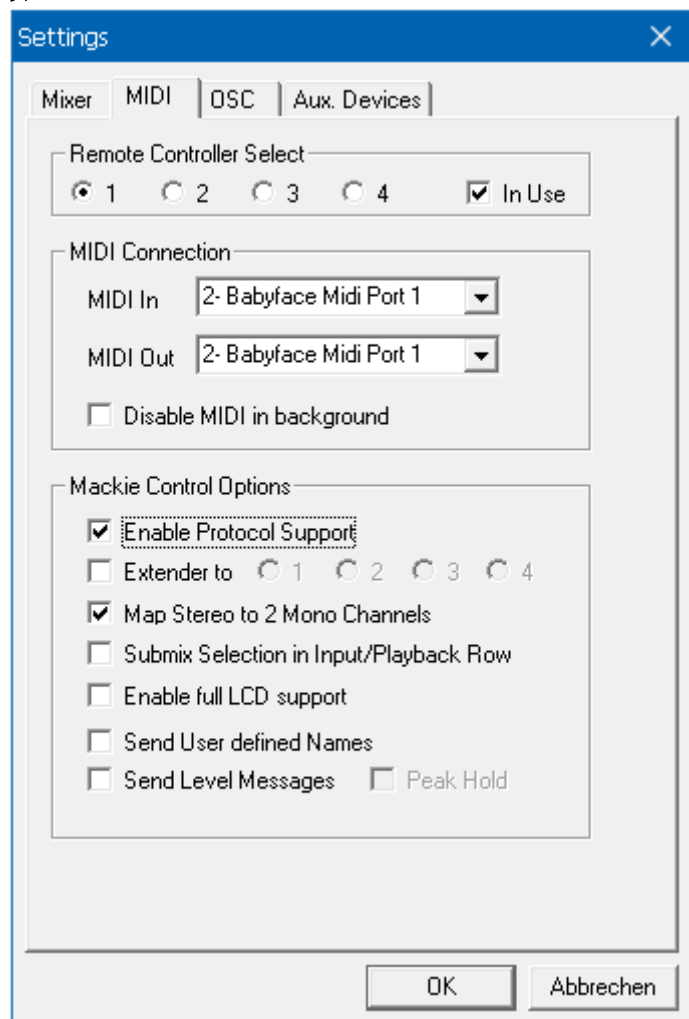 Settings
Mixer MIDI OSC Aux. Devices
Remote Controller Select
1 2 3 4 In Use
MIDI Connection
MIDI In 2- Babyface Midi Port 1
MIDI Out 2- Babyface Midi Port 1
Disable MIDI in background
Mackie Control Options
Enable Protocol Support
Extender to 1 2 3 4
Map Stereo to 2 Mono Channels
Submix Selection in Input/Playback Row
Enable full LCD support
Send User defined Names
Send Level Messages Peak Hold
OK Abbrechen